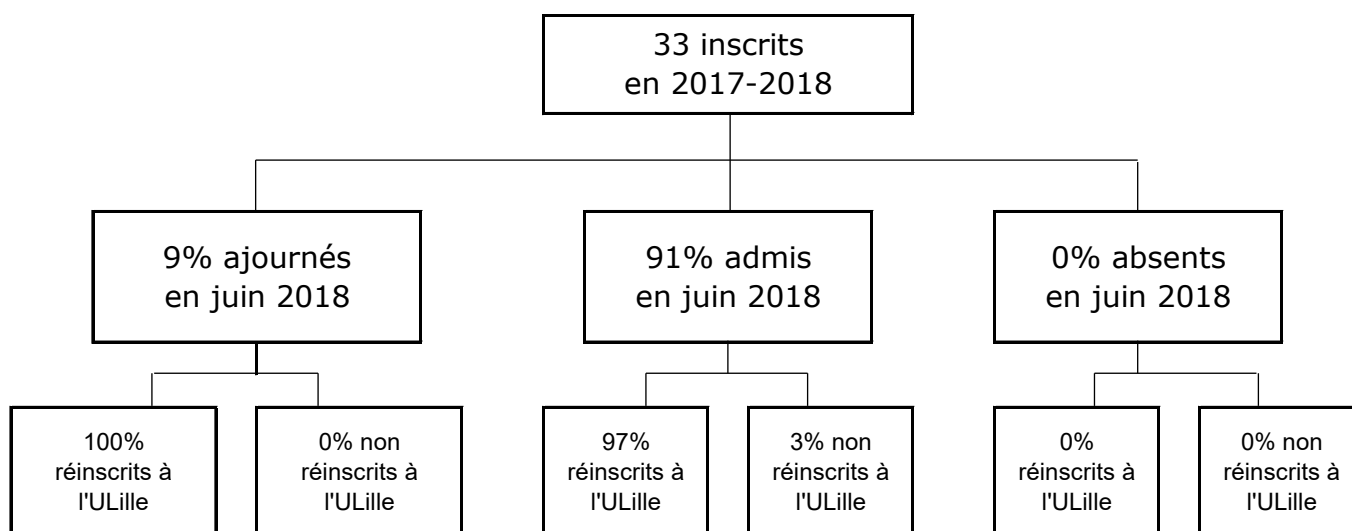 33 inscrits
en 2017-2018
9% ajournés
en juin 2018
91% admis
en juin 2018
0% absents
en juin 2018
100%
réinscrits à
l'ULille
0% non
réinscrits à
l'ULille
97%
réinscrits à
l'ULille
3% non
réinscrits à
l'ULille
0%
réinscrits à
l'ULille
0% non
réinscrits à
l'ULille